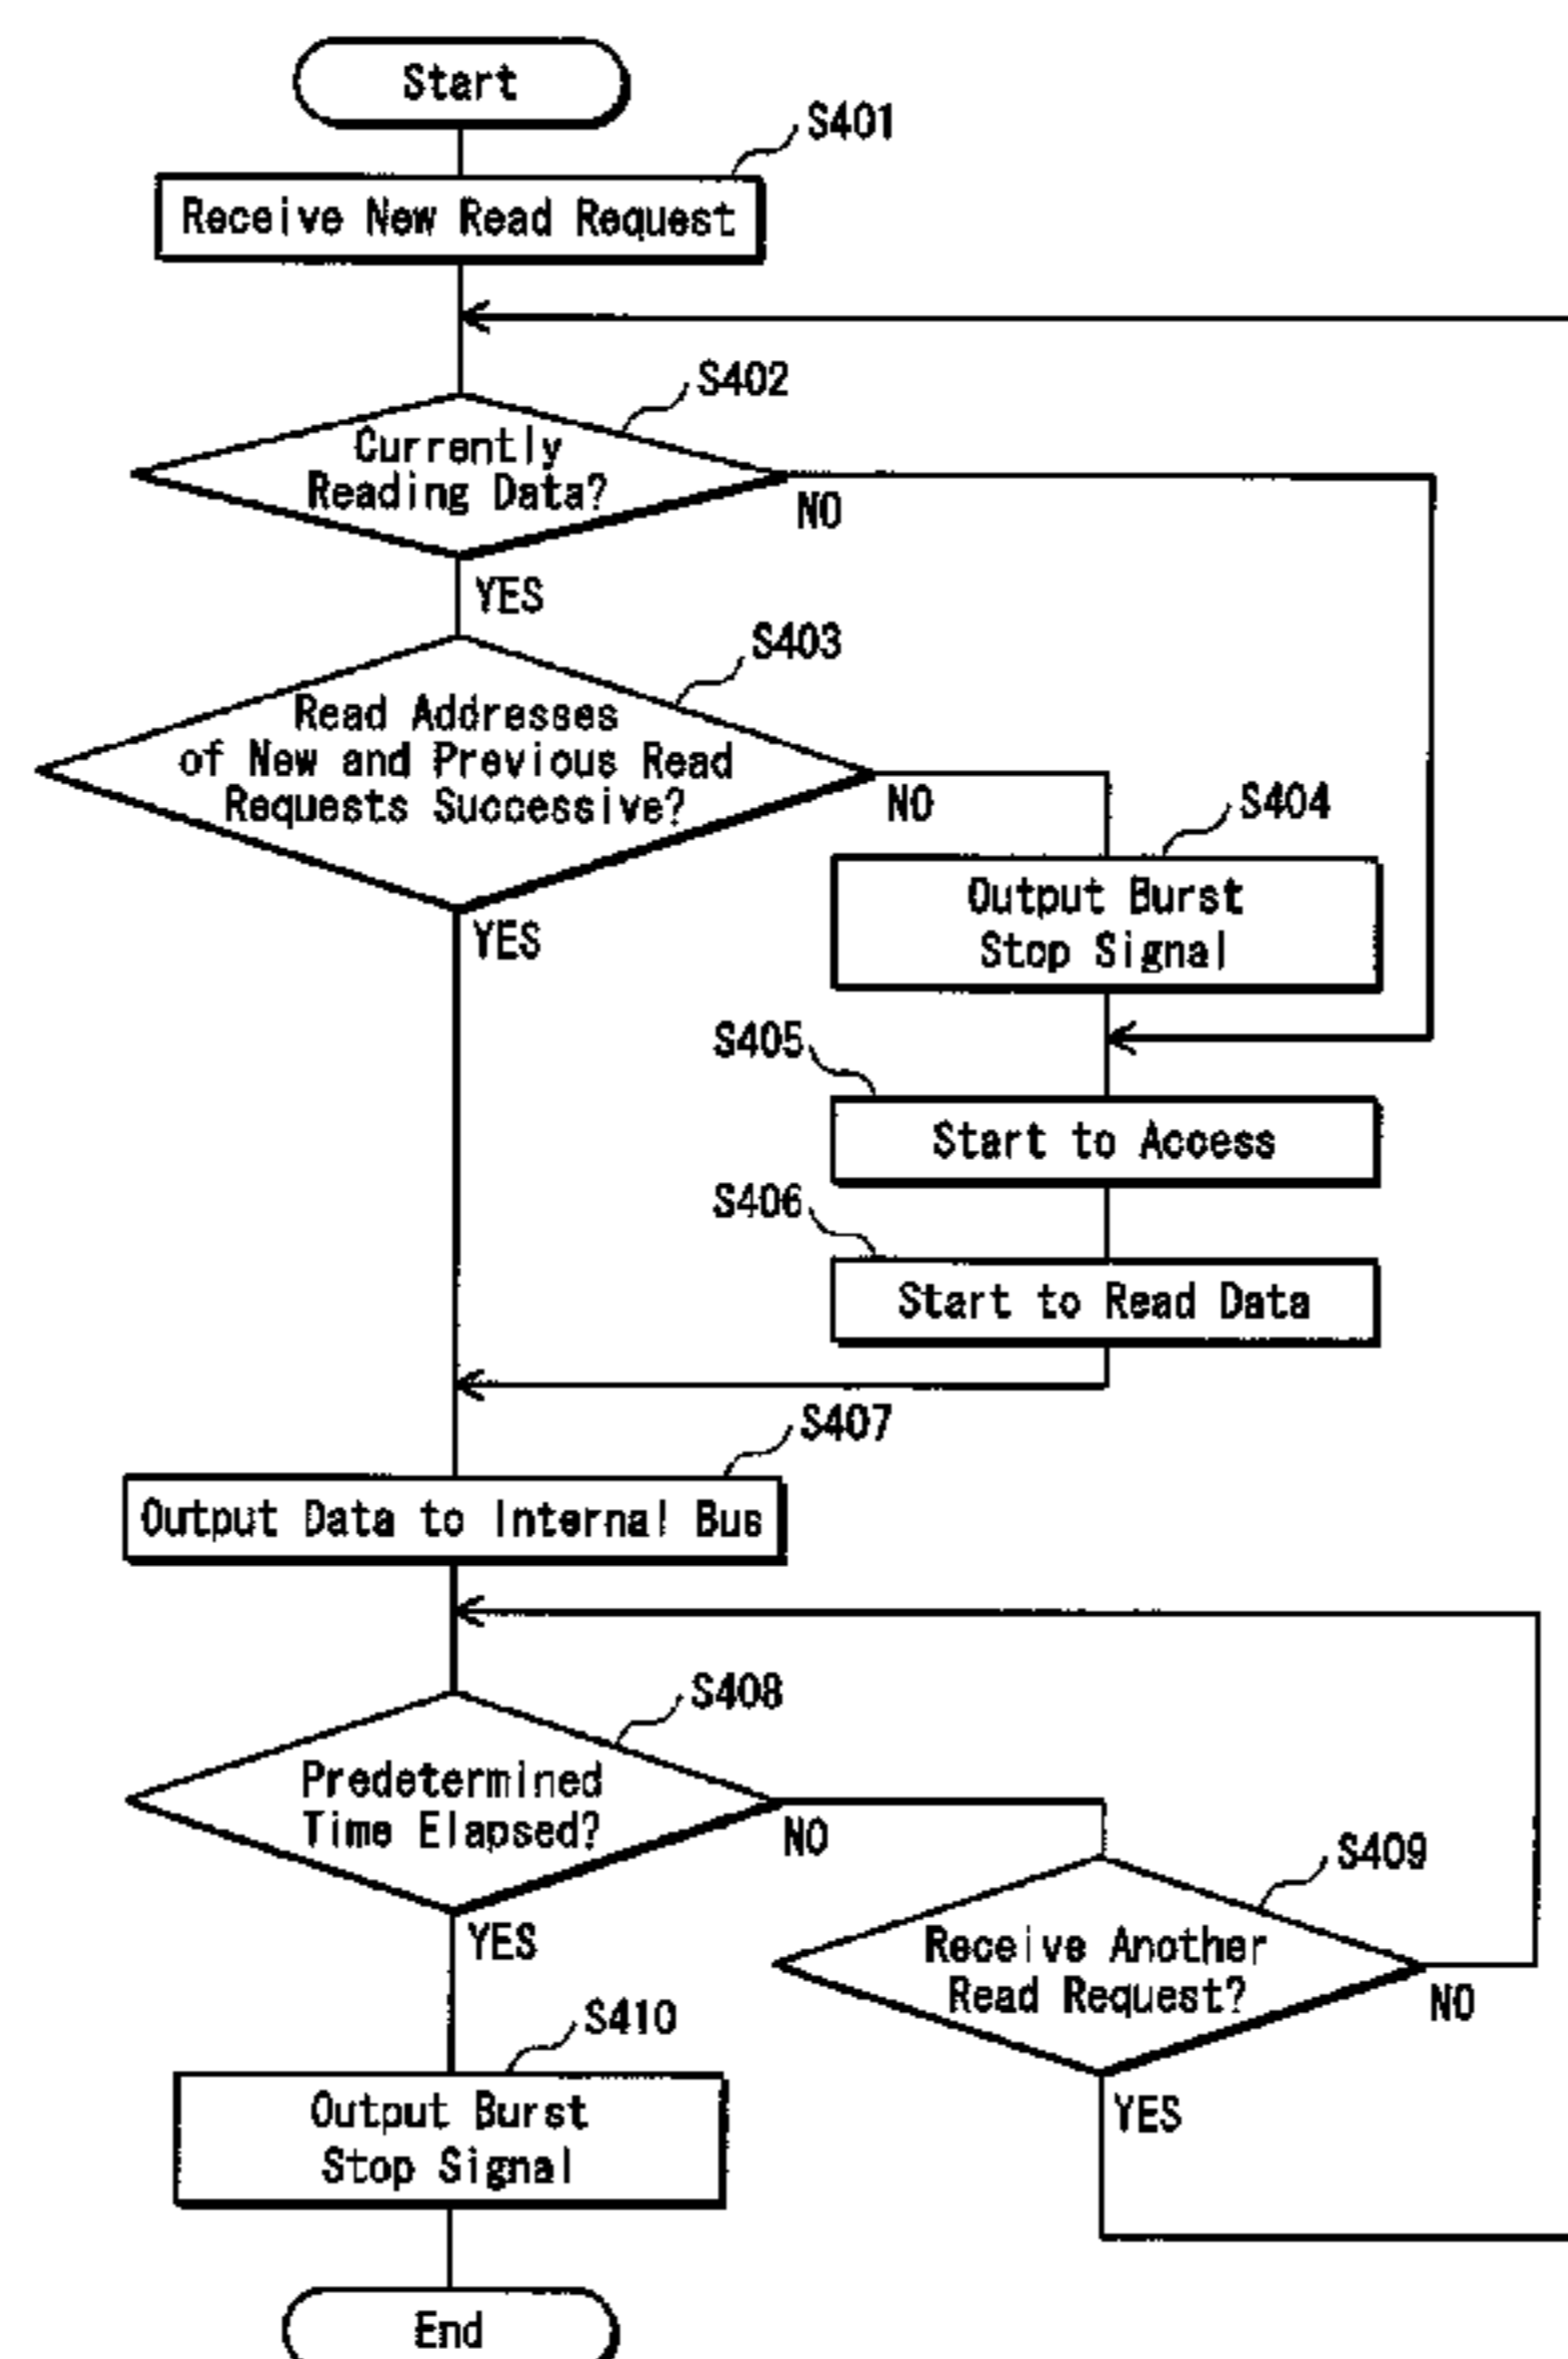 Start
S401
Receive New Read Request
S402
Currently
Reading Data?
NO
YES
S403
Read Addresses
of New and Previous Read
Requests Successive?
NO
YES
S404
Output Burst
Stop Signal
S405
Start to Access
S406
Start to Read Data
S407
Output Data to Internal Bus
S408
Predetermined
Time Elapsed?
NO
YES
S409
Receive Another
Read Request?
NO
YES
S410
Output Burst
Stop Signal
End